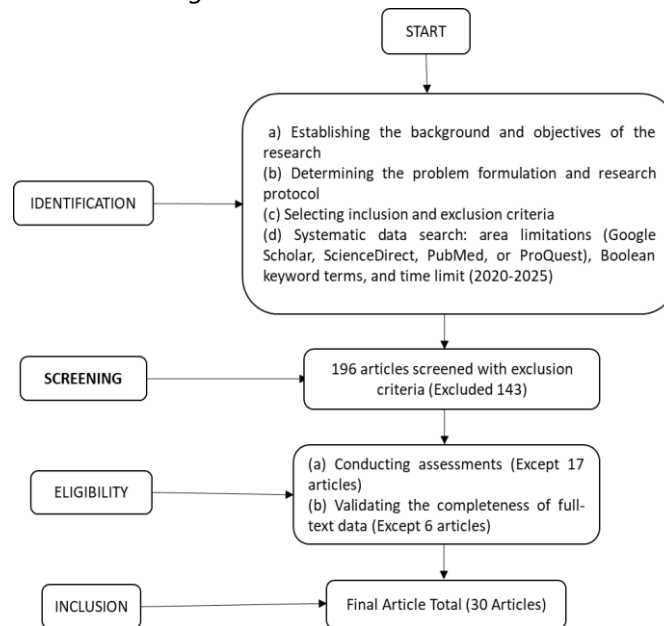 START
a) Establishing the background and objectives of the
research
(b) Determining the problem formulation and research
protocol
(c) Selecting inclusion and exclusion criteria
(d) Systematic data search: area limitations (Google
Scholar, ScienceDirect, PubMed, or ProQuest), Boolean
keyword terms, and time limit (2020-2025)
IDENTIFICATION
196 articles screened with exclusion
criteria (Excluded 143)
SCREENING
(a) Conducting assessments (Except 17
articles)
(b) Validating the completeness of full-
text data (Except 6 articles)
ELIGIBILITY
Final Article Total (30 Articles)
INCLUSION